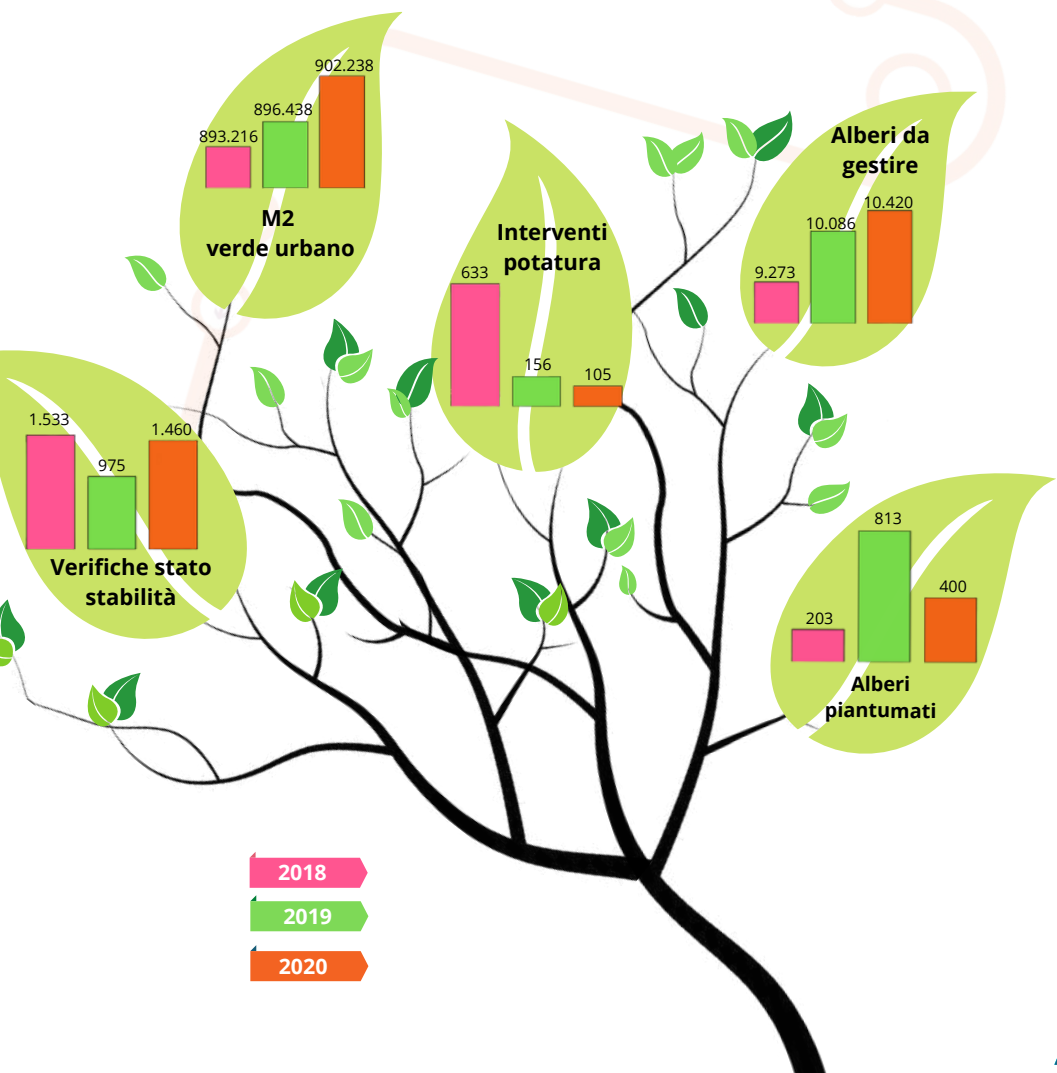 902.238
896.438
893.216
M2
verde urbano
Alberi da
gestire
10.420
10.086
9.273
Interventi
potatura
633
156
105
1.533
975
1.460
Verifiche stato
stabilità
813
400
203
Alberi
piantumati
2018
2019
2020